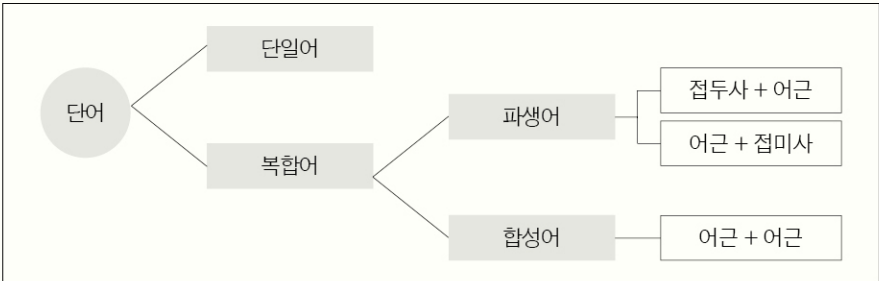 단어
단일어
복합어
파생어
합성어
접두사 + 어근
어근 + 접미사
어근 + 어근